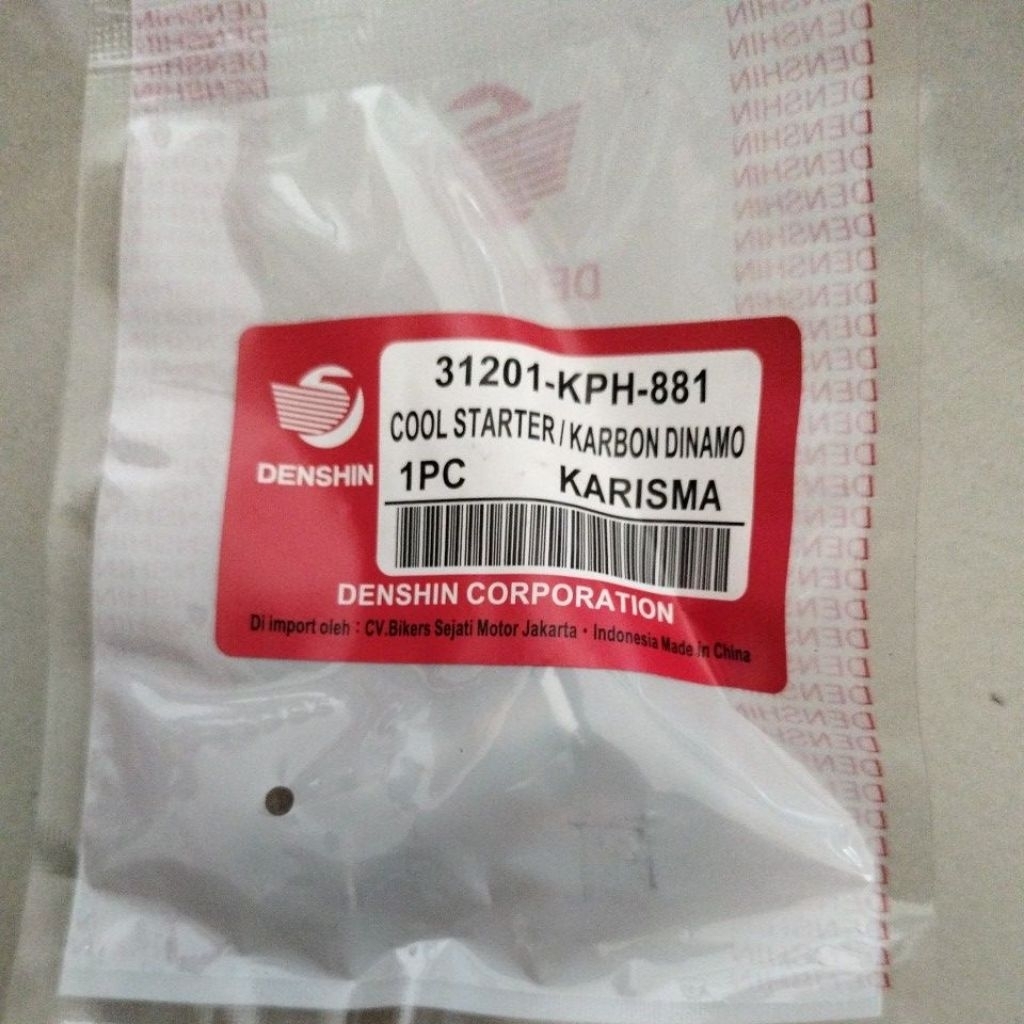 31201-KPH-881
COOL STARTER / KARBON DINAMO
1PC KARISMA
DENSHIN
DENSHIN CORPORATION
Di import oleh : CV.Bikers Sejati Motor Jakarta · Indonesia Made in China